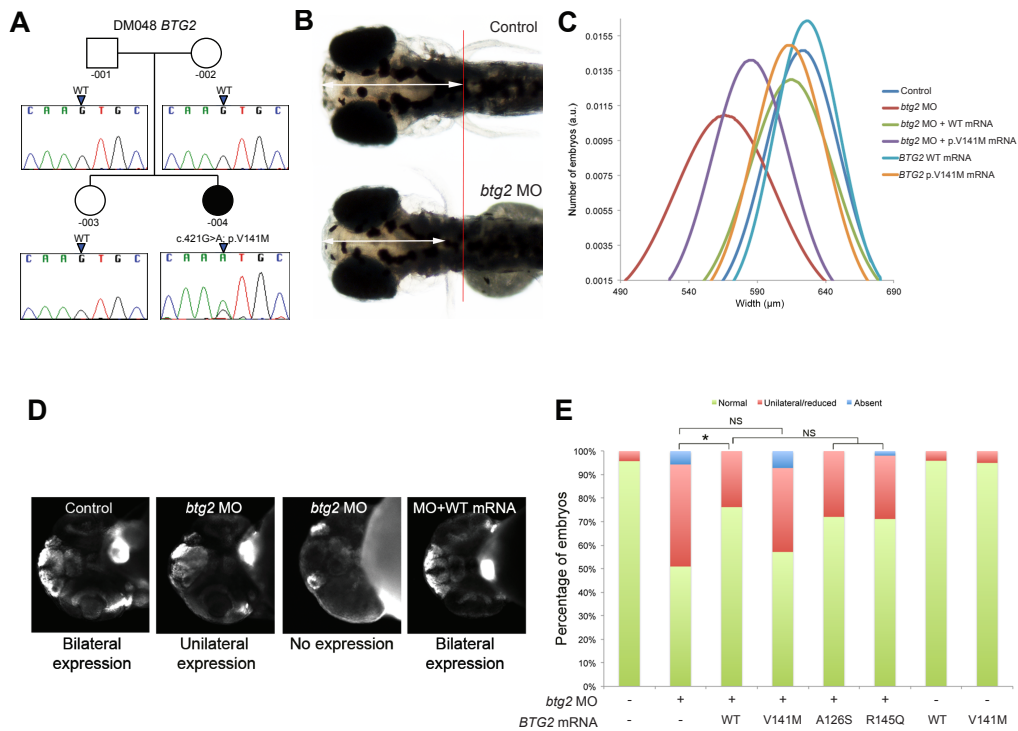 A
DM048 BTG2
-001
-002
WT
C A A G T G C
WT
C A A G T G C
-003
-004
WT
C A A G T G C
c.421G>A; p.V141M
C A A A T G C
B
Control
btg2 MO
C
Number of embryos (a.u.)
0.0155
0.0135
0.0115
0.0095
0.0075
0.0055
0.0035
0.0015
490
540
590
640
690
Width (μm)
Control
btg2 MO
btg2 MO + WT mRNA
btg2 MO + p.V141M mRNA
BTG2 WT mRNA
BTG2 p.V141M mRNA
D
Control
btg2 MO
btg2 MO
MO+WT mRNA
Bilateral expression
Unilateral expression
No expression
Bilateral expression
E
Normal
Unilateral/reduced
Absent
NS
*
NS
Percentage of embryos
100%
90%
80%
70%
60%
50%
40%
30%
20%
10%
0%
btg2 MO - + + + + + - -
BTG2 mRNA - - WT V141M A126S R145Q WT V141M